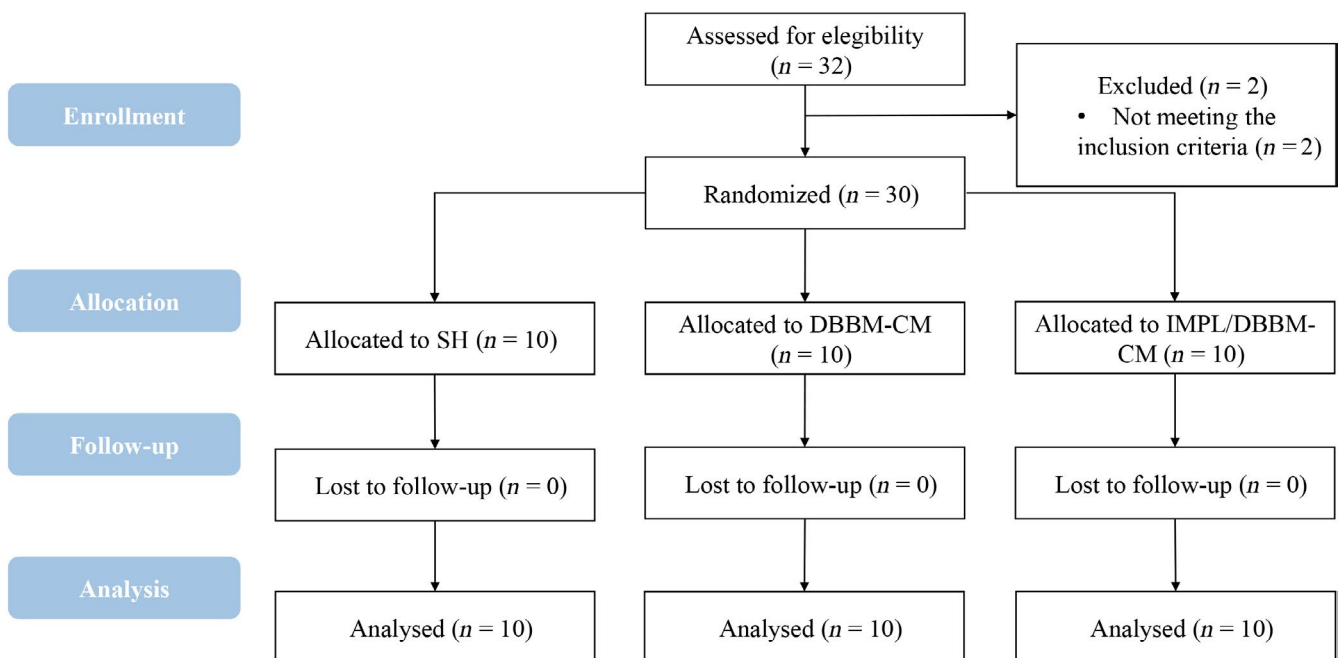 Assessed for elegibility
(n = 32)
Excluded (n = 2)
• Not meeting the
inclusion criteria (n = 2)
Enrollment
Randomized (n = 30)
Allocation
Allocated to SH (n = 10)
Allocated to DBBM-CM
(n = 10)
Allocated to IMPL/DBBM-
CM (n = 10)
Follow-up
Lost to follow-up (n = 0)
Lost to follow-up (n = 0)
Lost to follow-up (n = 0)
Analysis
Analysed (n = 10)
Analysed (n = 10)
Analysed (n = 10)